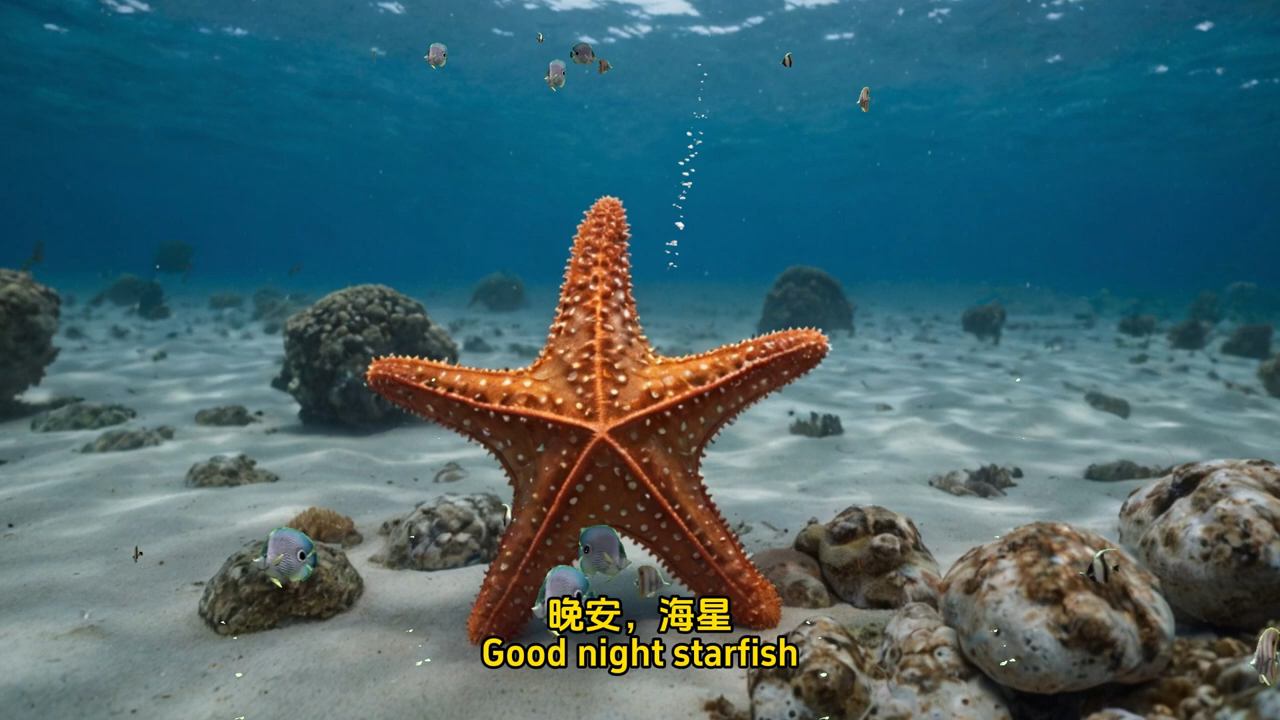 晚安，海星
Good night starfish